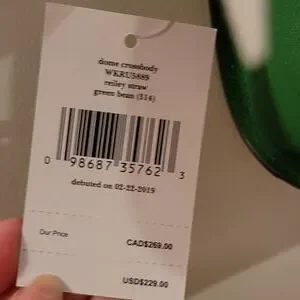 dome crossbody
WKRU5889
reiley straw
green bean (314)
0 98687 35762 3
debuted on 02-22-2019
Our Price
CAD$269.00
USD$229.00